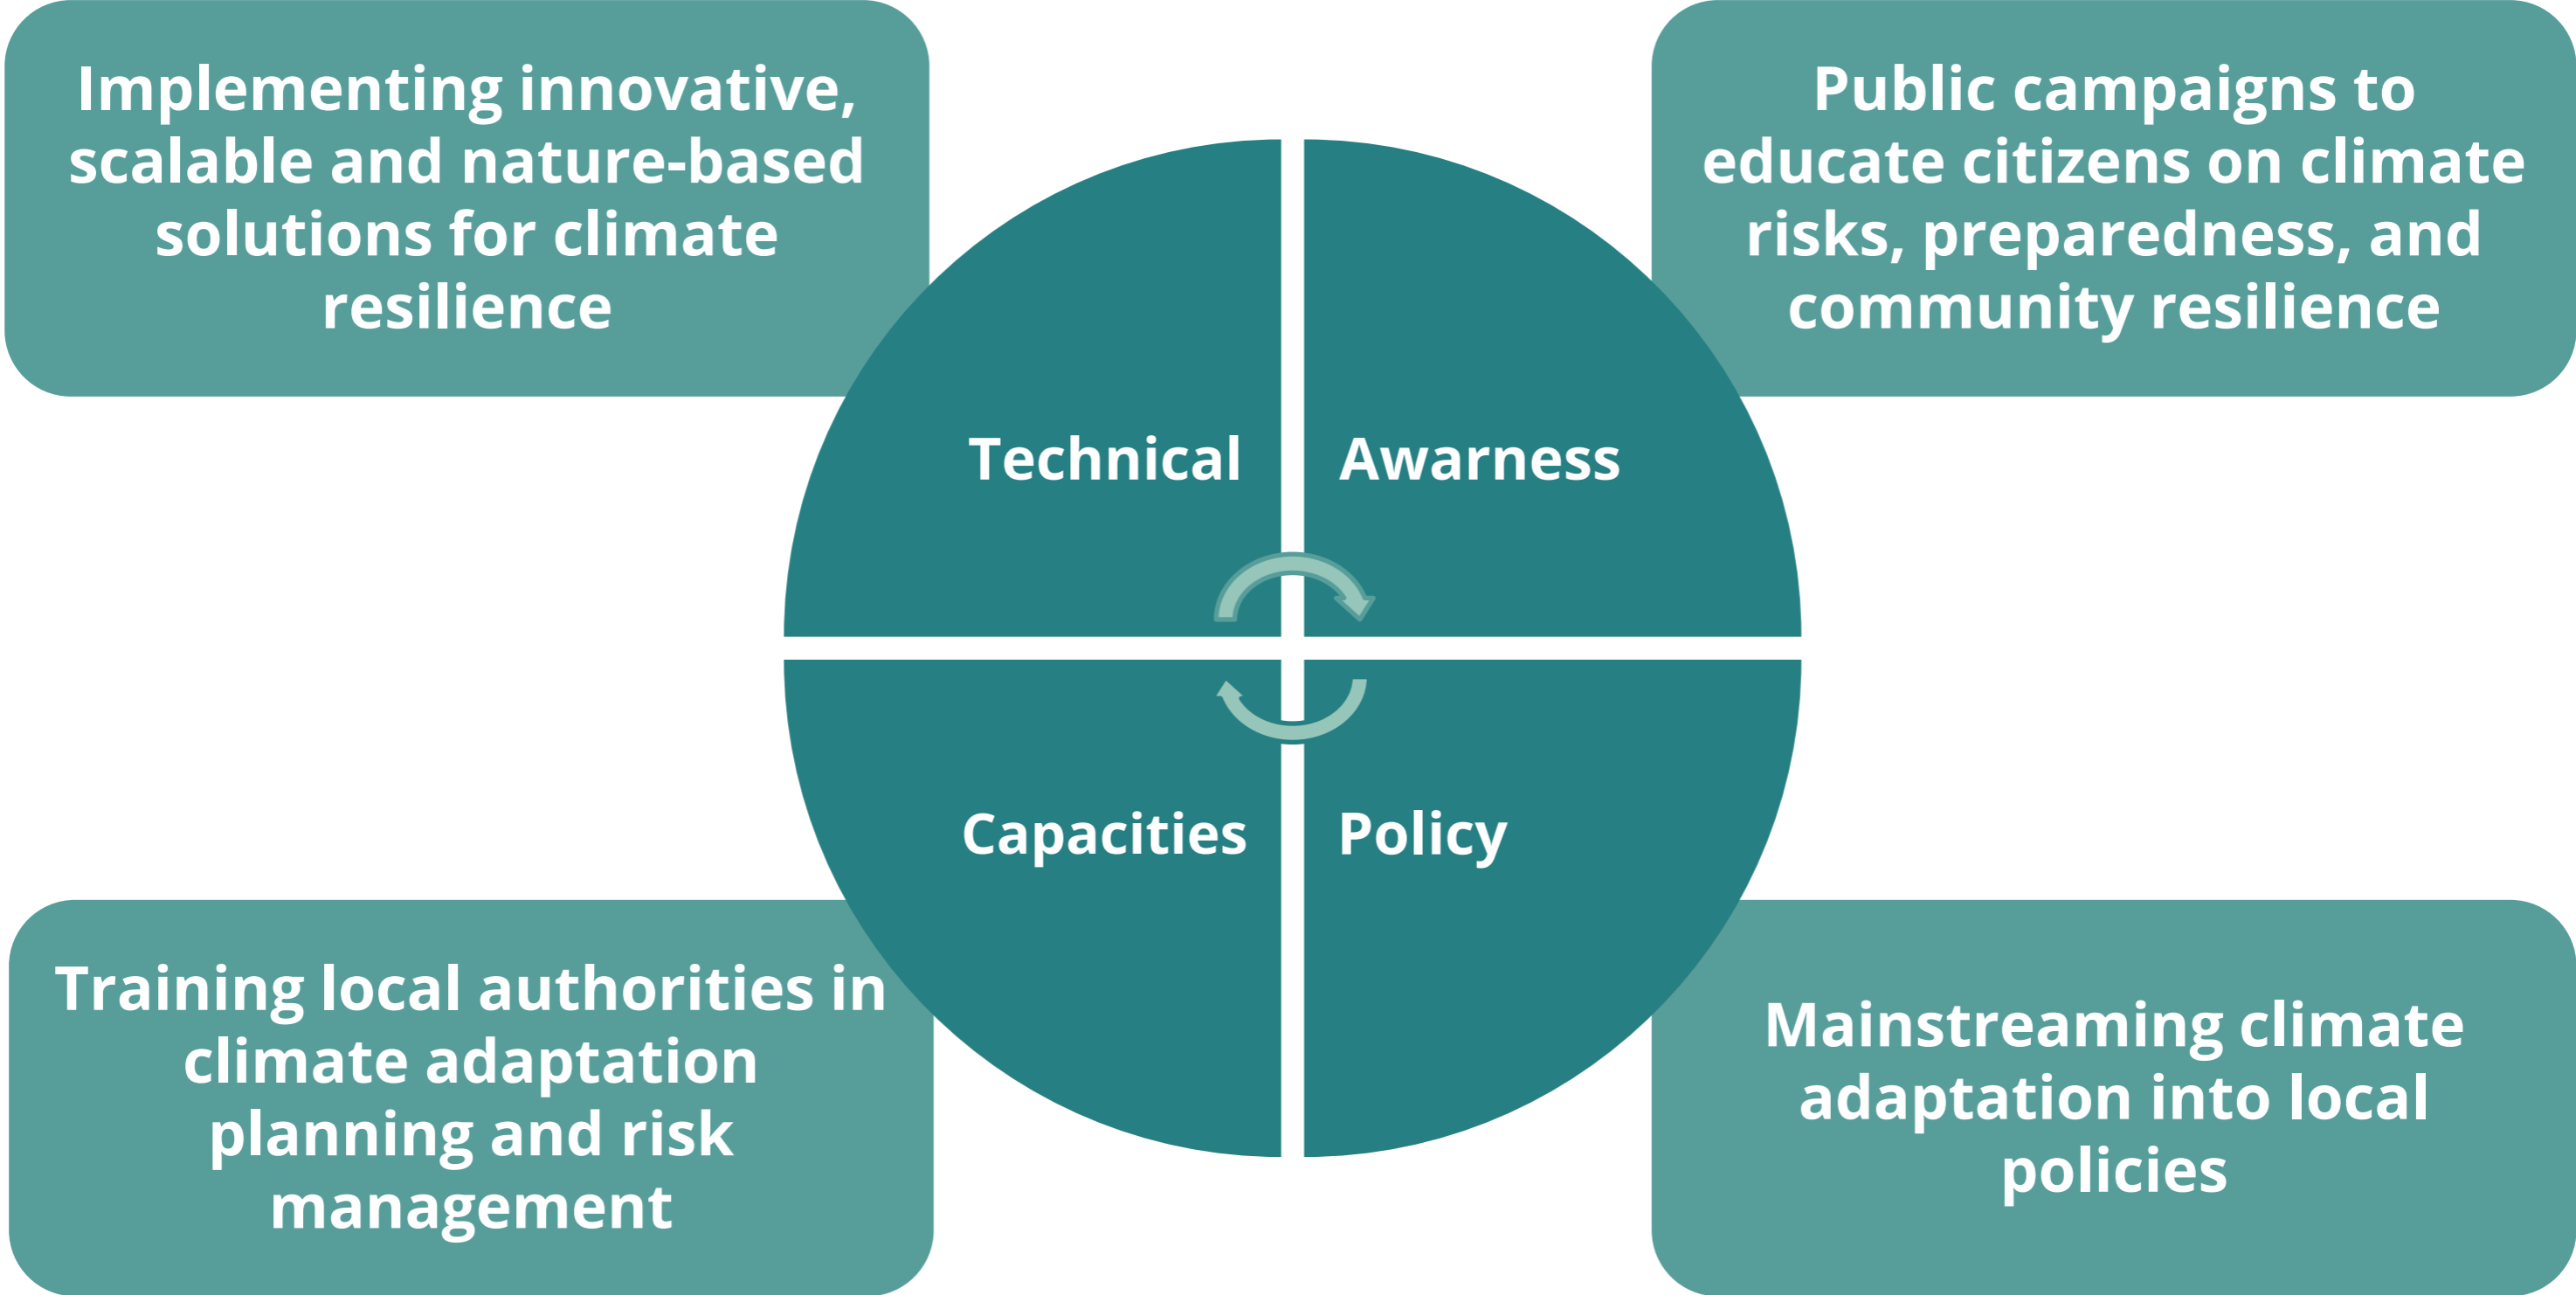 Implementing innovative,
scalable and nature-based
solutions for climate
resilience
Public campaigns to
educate citizens on climate
risks, preparedness, and
community resilience
Technical
Awarness
Capacities
Policy
Training local authorities in
climate adaptation
planning and risk
management
Mainstreaming climate
adaptation into local
policies